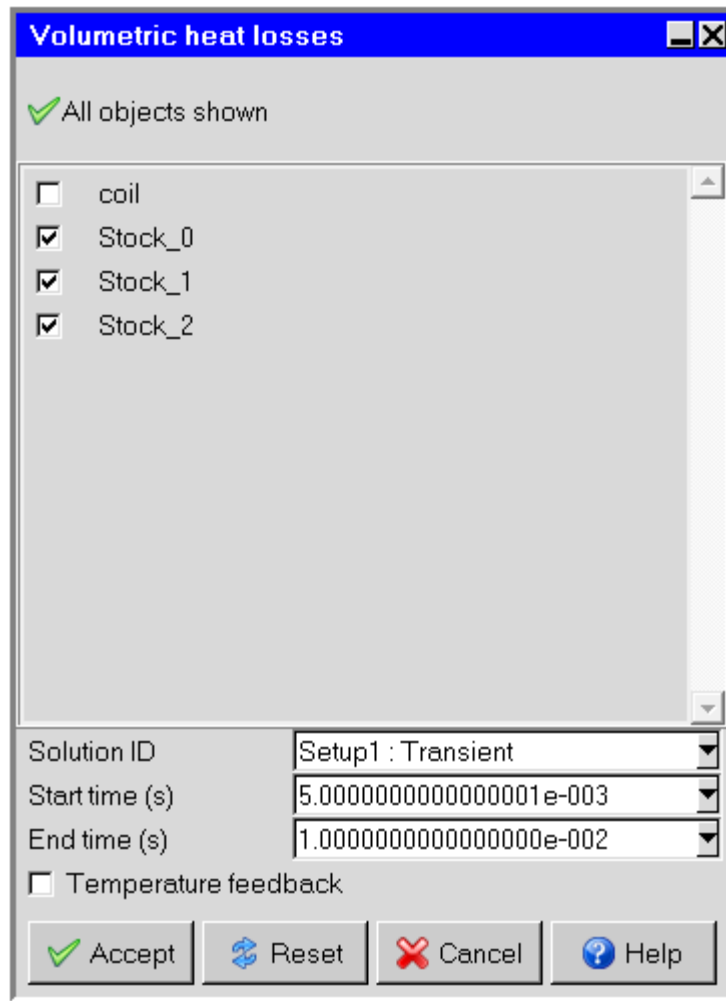 Volumetric heat losses
All objects shown
coil
Stock_0
Stock_1
Stock_2
Solution ID Setup1 : Transient
Start time (s) 5.0000000000000001e-003
End time (s) 1.0000000000000000e-002
Temperature feedback
Accept Reset Cancel Help